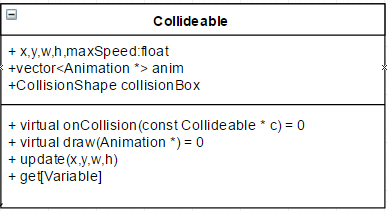 Collideable
+ x,y,w,h,maxSpeed:float
+vector<Animation *> anim
+CollisionShape collisionBox
+ virtual onCollision(const Collideable * c) = 0
+ virtual draw(Animation *) = 0
+ update(x,y,w,h)
+ get[Variable]